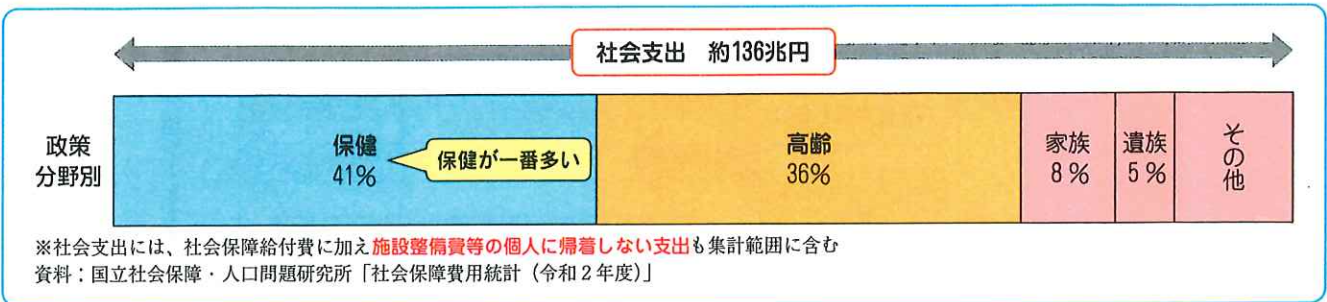 社会支出 約136兆円
政策
分野別
保健
41%
保健が一番多い
高齢
36%
家族
8%
遺族
5%
その他
※社会支出には、社会保障給付費に加え施設整備費等の個人に帰着しない支出も集計範囲に含む
資料：国立社会保障・人口問題研究所「社会保障費用統計（令和2年度）」